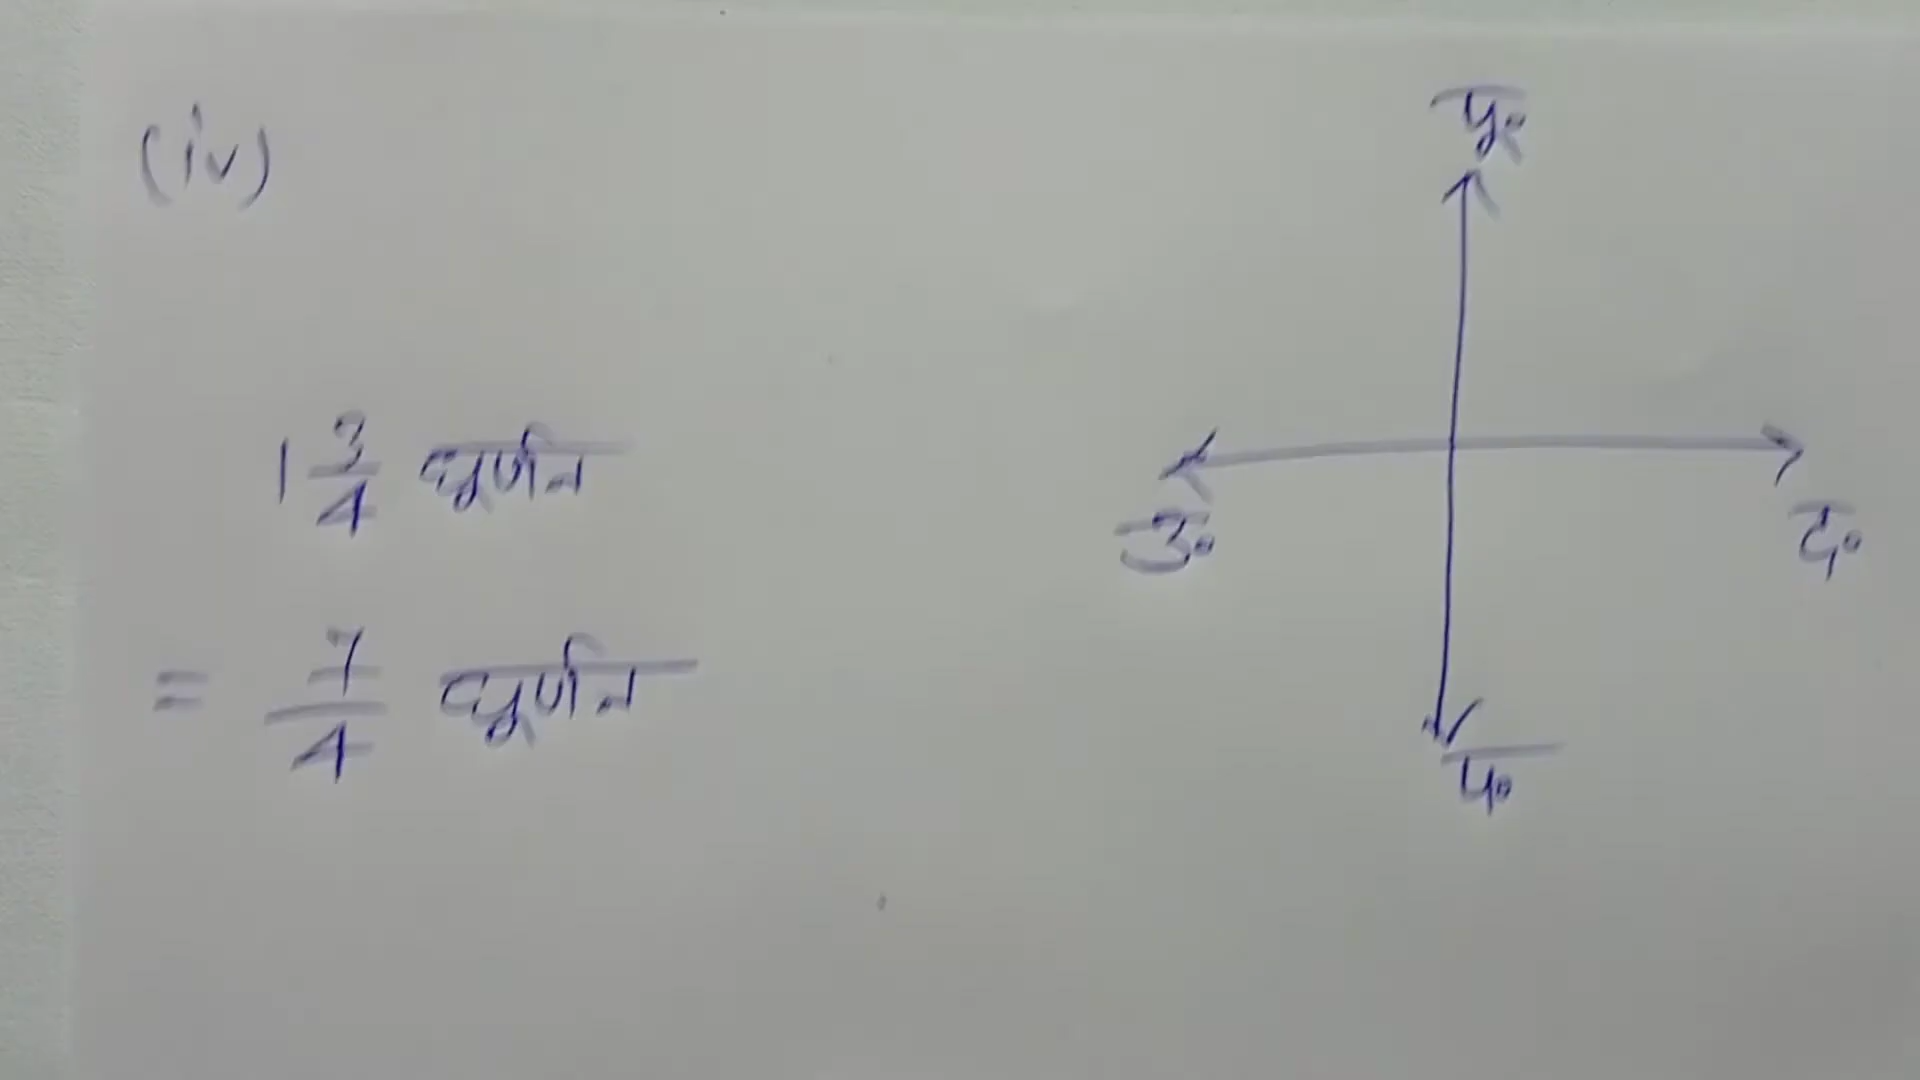 (iv)
पू०
1 3/4 घूर्णन
उ०
द०
= 7/4 घूर्णन
प०